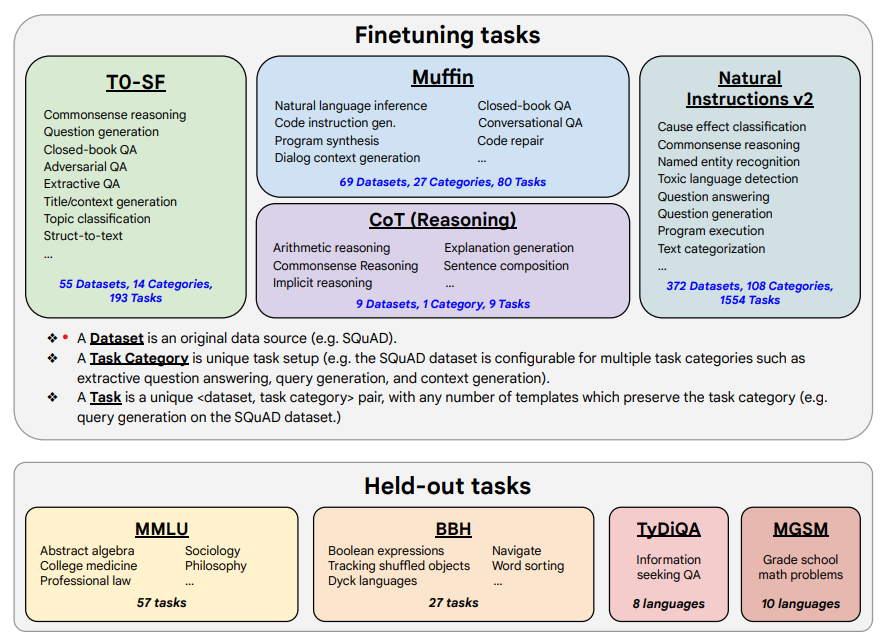 Finetuning tasks
T0-SF
Commonsense reasoning
Question generation
Closed-book QA
Adversarial QA
Extractive QA
Title/context generation
Topic classification
Struct-to-text
...
55 Datasets, 14 Categories,
193 Tasks
Muffin
Natural language inference
Code instruction gen.
Program synthesis
Dialog context generation
Closed-book QA
Conversational QA
Code repair
...
69 Datasets, 27 Categories, 80 Tasks
CoT (Reasoning)
Arithmetic reasoning
Commonsense Reasoning
Implicit reasoning
Explanation generation
Sentence composition
...
9 Datasets, 1 Category, 9 Tasks
Natural
Instructions v2
Cause effect classification
Commonsense reasoning
Named entity recognition
Toxic language detection
Question answering
Question generation
Program execution
Text categorization
...
372 Datasets, 108 Categories,
1554 Tasks
❖ • A Dataset is an original data source (e.g. SQuAD).
❖ A Task Category is unique task setup (e.g. the SQuAD dataset is configurable for multiple task categories such as
extractive question answering, query generation, and context generation).
❖ A Task is a unique <dataset, task category> pair, with any number of templates which preserve the task category (e.g.
query generation on the SQuAD dataset.)
Held-out tasks
MMLU
Abstract algebra
College medicine
Professional law
Sociology
Philosophy
...
57 tasks
BBH
Boolean expressions
Tracking shuffled objects
Dyck languages
Navigate
Word sorting
...
27 tasks
TyDiQA
Information
seeking QA
8 languages
MGSM
Grade school
math problems
10 languages